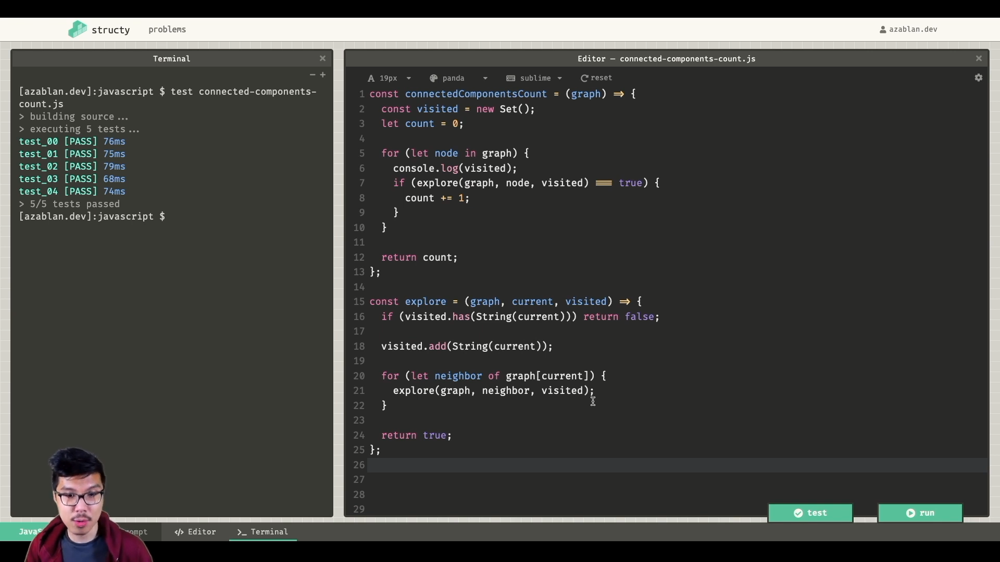 structy problems azablan.dev
Terminal
[azablan.dev]:javascript $ test connected-components-
count.js
> building source...
> executing 5 tests...
test_00 [PASS] 76ms
test_01 [PASS] 75ms
test_02 [PASS] 79ms
test_03 [PASS] 68ms
test_04 [PASS] 74ms
> 5/5 tests passed
[azablan.dev]:javascript $
Editor — connected-components-count.js
19px panda sublime reset
1 const connectedComponentsCount = (graph) => {
2 const visited = new Set();
3 let count = 0;
4
5 for (let node in graph) {
6 console.log(visited);
7 if (explore(graph, node, visited) === true) {
8 count += 1;
9 }
10 }
11
12 return count;
13 };
14
15 const explore = (graph, current, visited) => {
16 if (visited.has(String(current))) return false;
17
18 visited.add(String(current));
19
20 for (let neighbor of graph[current]) {
21 explore(graph, neighbor, visited);
22 }
23
24 return true;
25 };
26
27
28
29
test run
</> Editor >_ Terminal